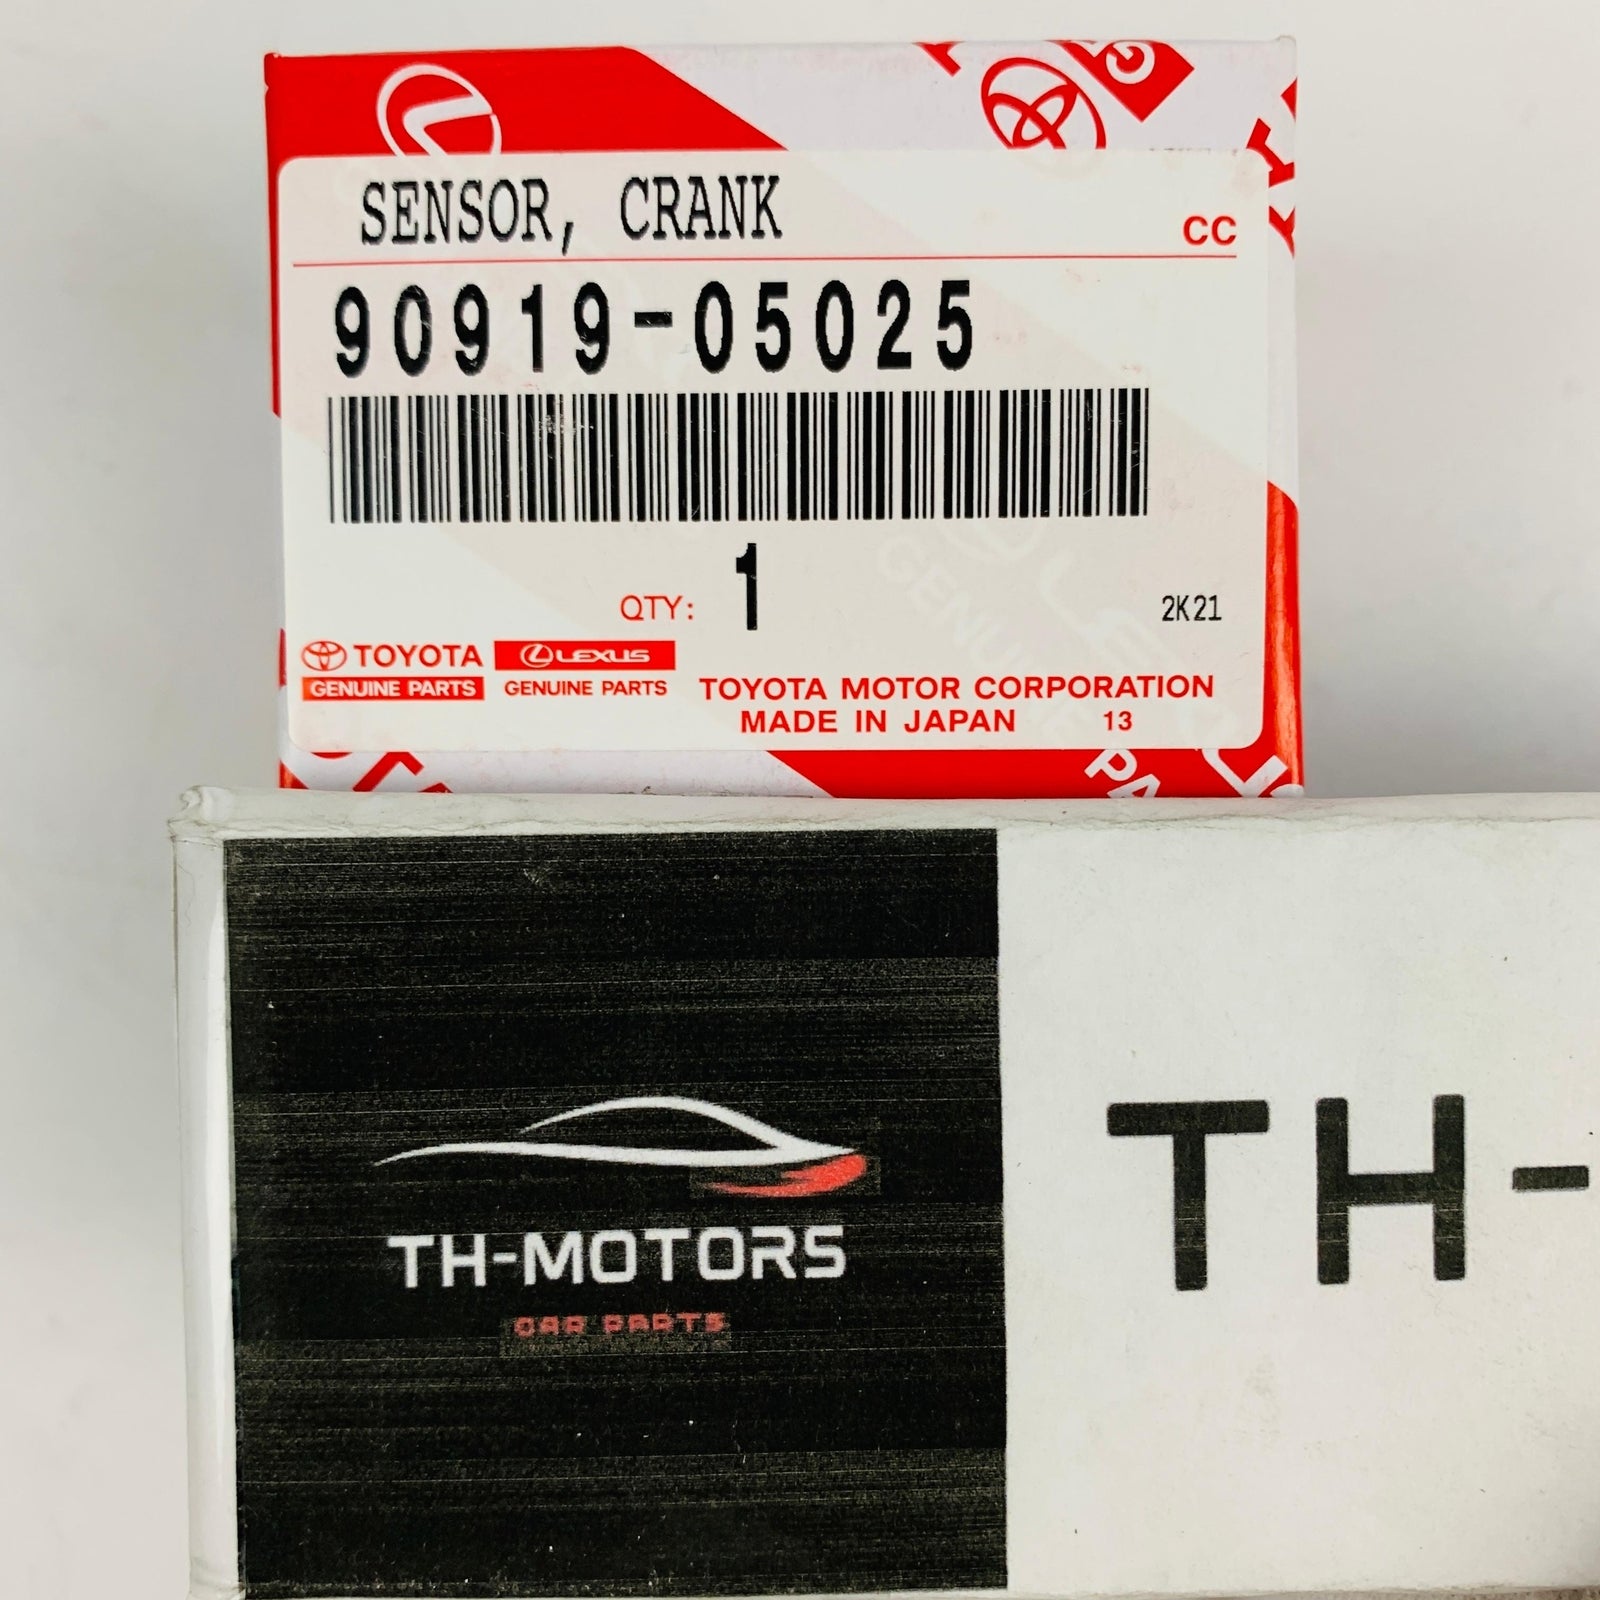 SENSOR, CRANK
CC
90919-05025
QTY: 1
2K21
TOYOTA
GENUINE PARTS
LEXUS
GENUINE PARTS
TOYOTA MOTOR CORPORATION
MADE IN JAPAN 13
TH-MOTORS
CAR PARTS
TH-